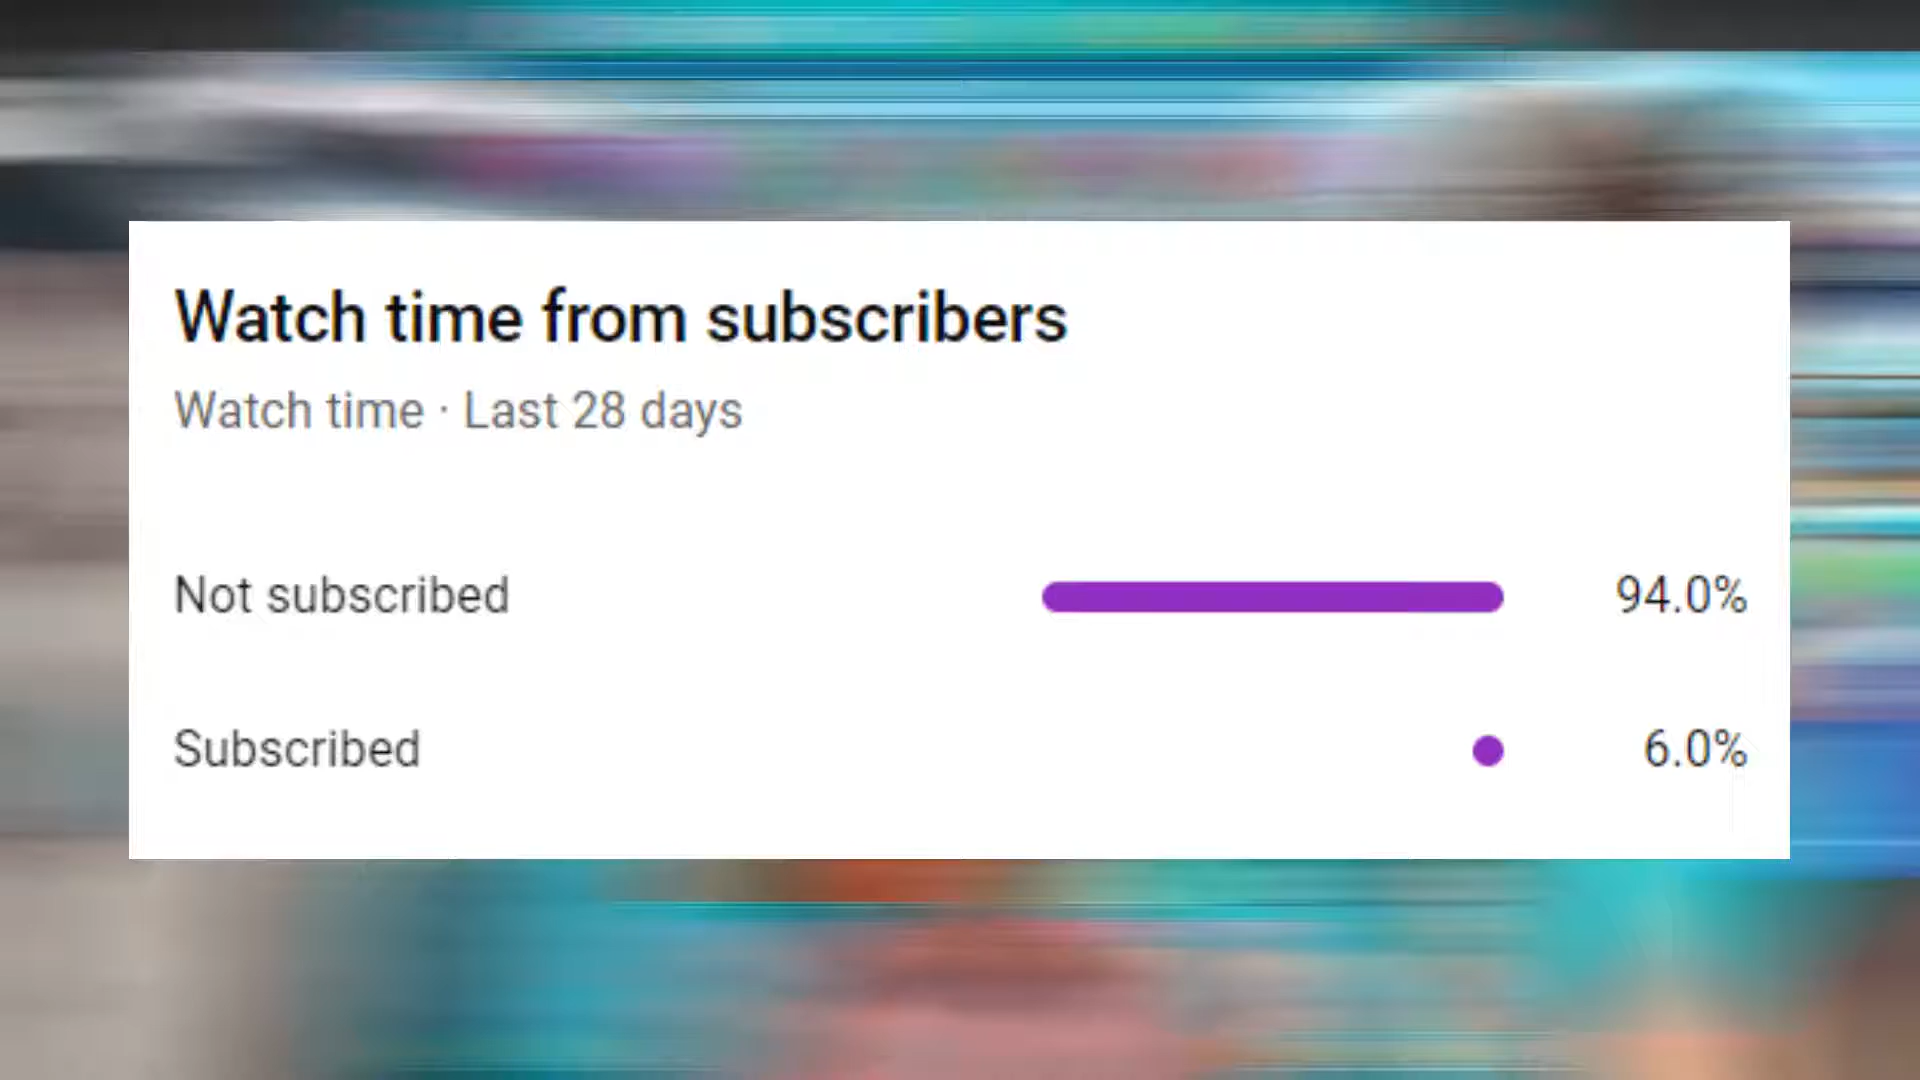 Watch time from subscribers
Watch time · Last 28 days
Not subscribed 94.0%
Subscribed 6.0%